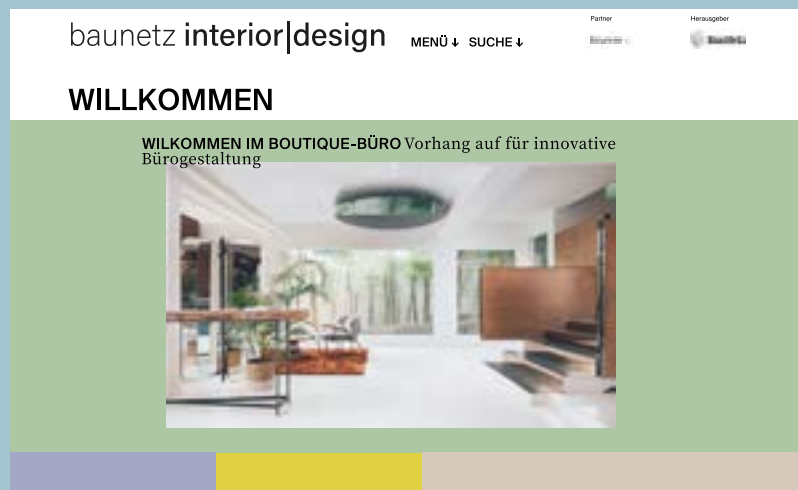 Partner
Herausgeber
baunetz interior|design
MENÜ↓ SUCHE↓
WILLKOMMEN
WILKOMMEN IM BOUTIQUE-BÜRO Vorhang auf für innovative
Bürogestaltung